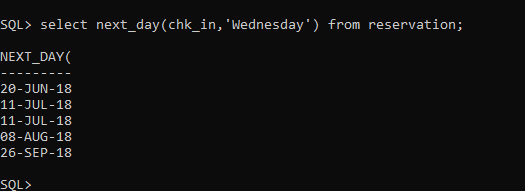 SQL> select next_day(chk_in,'Wednesday') from reservation;
NEXT_DAY(
---------
20-JUN-18
11-JUL-18
11-JUL-18
08-AUG-18
26-SEP-18
SQL>